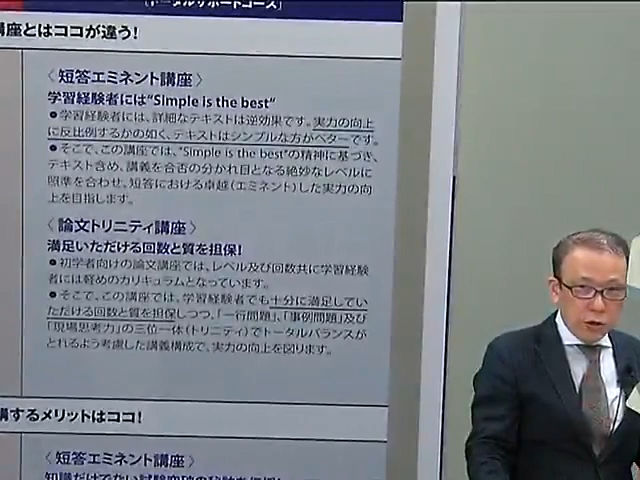 [トータルサポートコース]
講座とはココが違う!
〈 短答エミネント講座 〉
学習経験者には“Simple is the best”
●学習経験者には、詳細なテキストは逆効果です。実力の向上
に反比例するかの如く、テキストはシンプルな方がベターです。
●そこで、この講座では、“Simple is the best”の精神に基づき、
テキスト含め、講義を合否の分かれ目となる絶妙なレベルに
照準を合わせ、短答における卓越(エミネント)した実力の向
上を目指します。
〈 論文トリニティ講座 〉
満足いただける回数と質を担保!
●初学者向けの論文講座では、レベル及び回数共に学習経験
者には軽めのカリキュラムとなっています。
●そこで、この講座では、学習経験者でも十分に満足してい
ただける回数と質を担保しつつ、「一行問題」、「事例問題」及び
「現場思考力」の三位一体(トリニティ)でトータルバランスが
とれるよう考慮した講義構成で、実力の向上を図ります。
講するメリットはココ!
〈 短答エミネント講座 〉